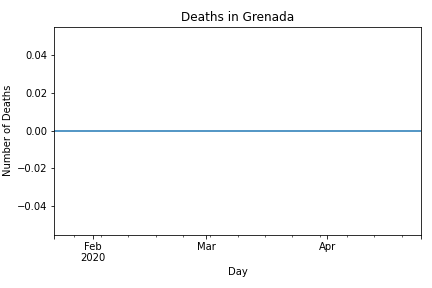 Deaths in Grenada
Number of Deaths
0.04
0.02
0.00
−0.02
−0.04
Feb
2020
Mar
Apr
Day